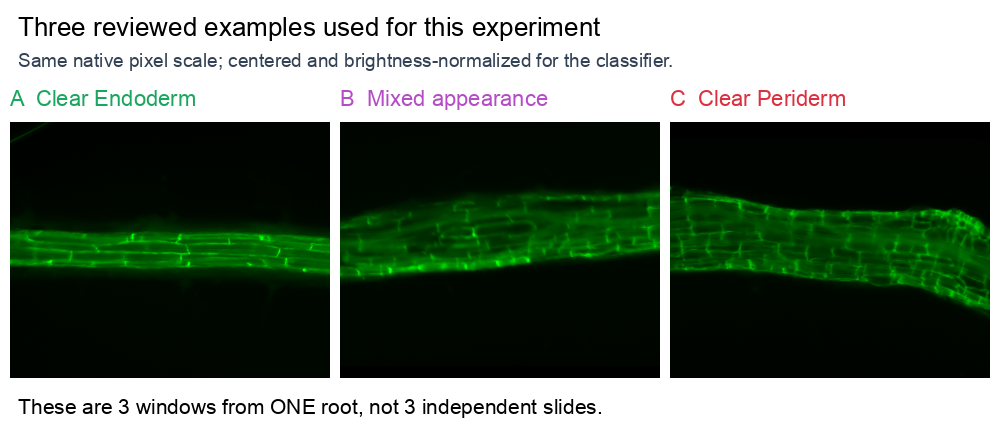 Three reviewed examples used for this experiment
Same native pixel scale; centered and brightness-normalized for the classifier.
A Clear Endoderm
B Mixed appearance
C Clear Periderm
These are 3 windows from ONE root, not 3 independent slides.